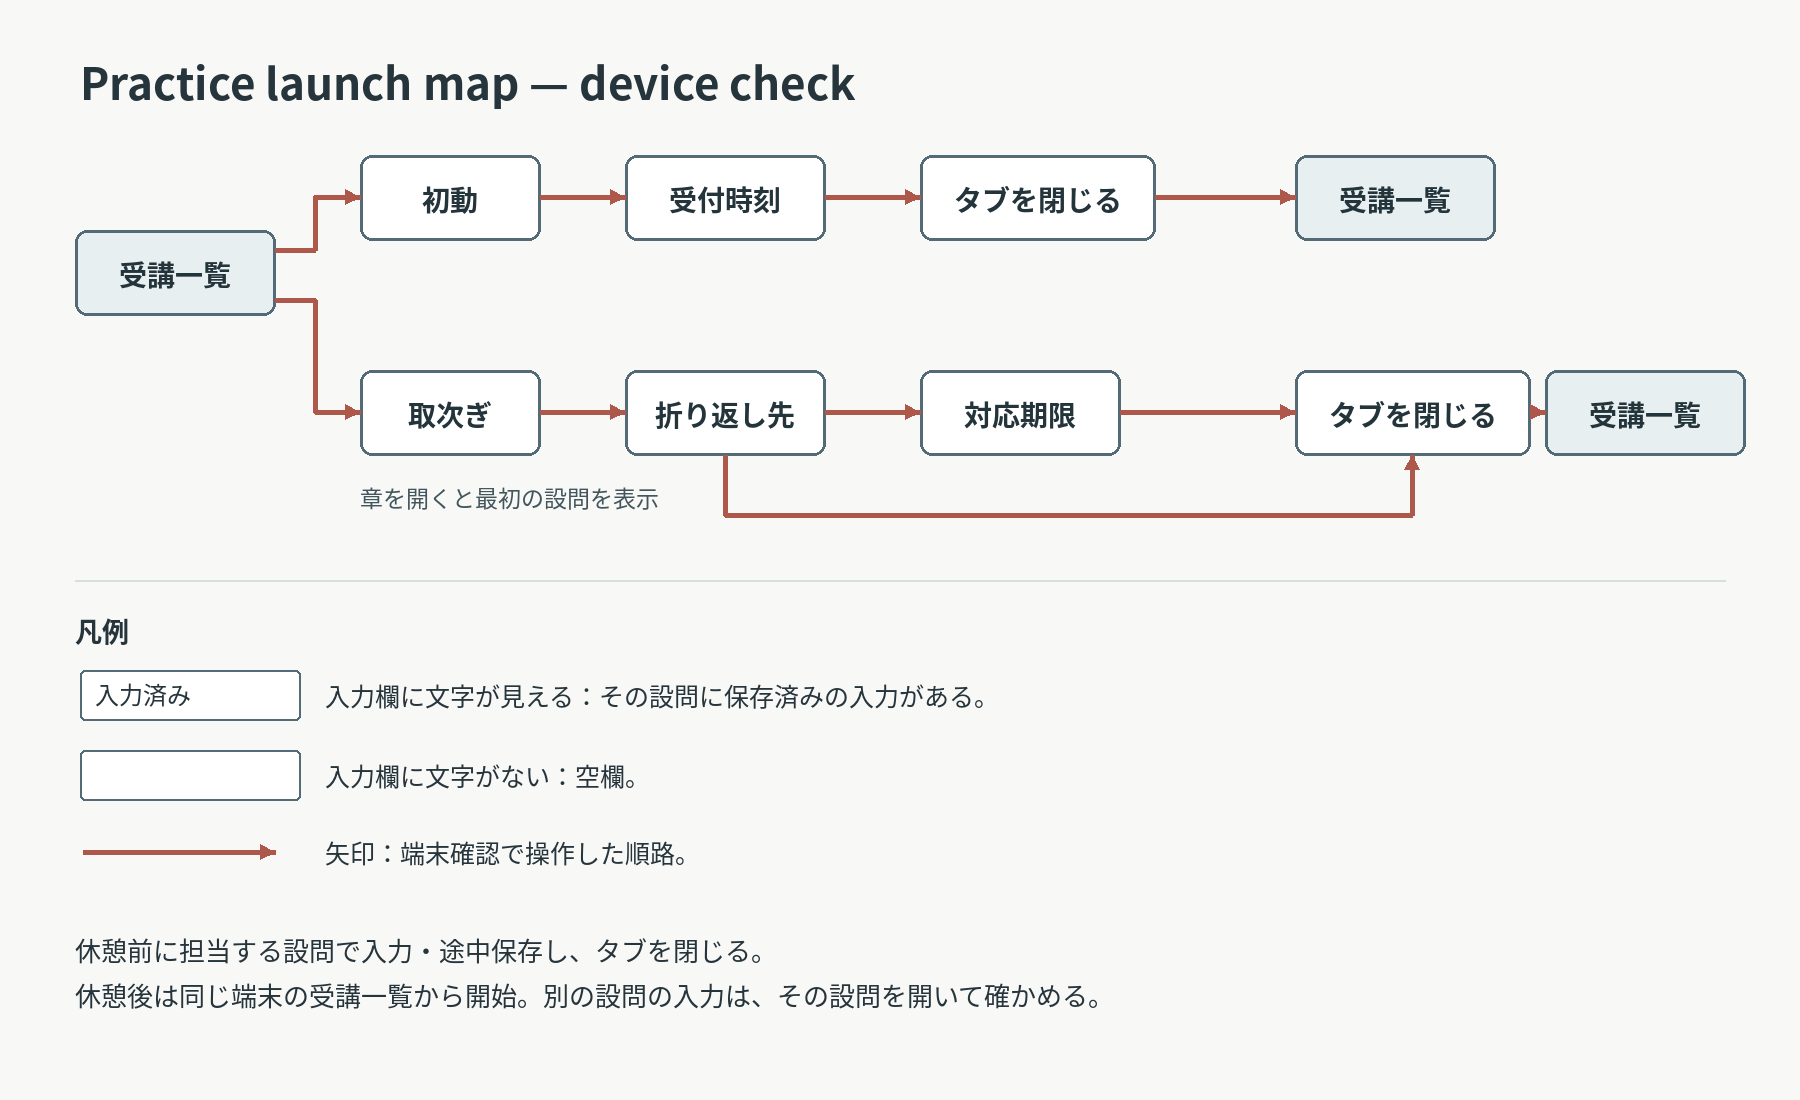 Practice launch map — device check
初動
受付時刻
タブを閉じる
受講一覧
受講一覧
取次ぎ
折り返し先
対応期限
タブを閉じる
受講一覧
章を開くと最初の設問を表示
凡例
入力済み
入力欄に文字が見える：その設問に保存済みの入力がある。
入力欄に文字がない：空欄。
矢印：端末確認で操作した順路。
休憩前に担当する設問で入力・途中保存し、タブを閉じる。
休憩後は同じ端末の受講一覧から開始。別の設問の入力は、その設問を開いて確かめる。